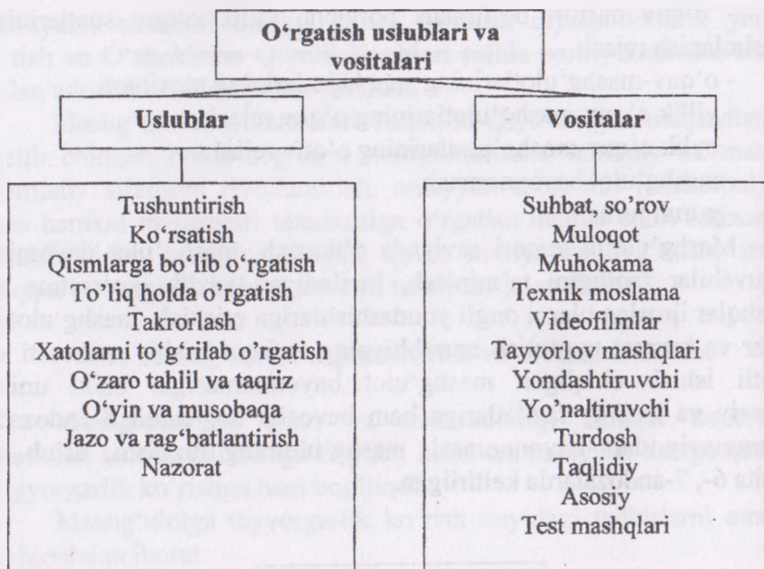 O‘rgatish uslublari va
vositalari
Uslublar
Tushuntirish
Ko‘rsatish
Qismlarga bo‘lib o‘rgatish
To’liq holda o‘rgatish
Takrorlash
Xatolarni to‘g‘rilab o’rgatish
O‘zaro tahlil va taqriz
O‘yin va musobaqa
Jazo va rag‘batlantirish
Nazorat
Vositalar
Suhbat, so’rov
Muloqot
Munozara
Texnik moslama
Videofilmlar
Tayyorlov mashqlari
Yondashtiruvchi
Yo’naltiruvchi
Turdosh
Taqlidiy
Asosiy
Test mashqlari